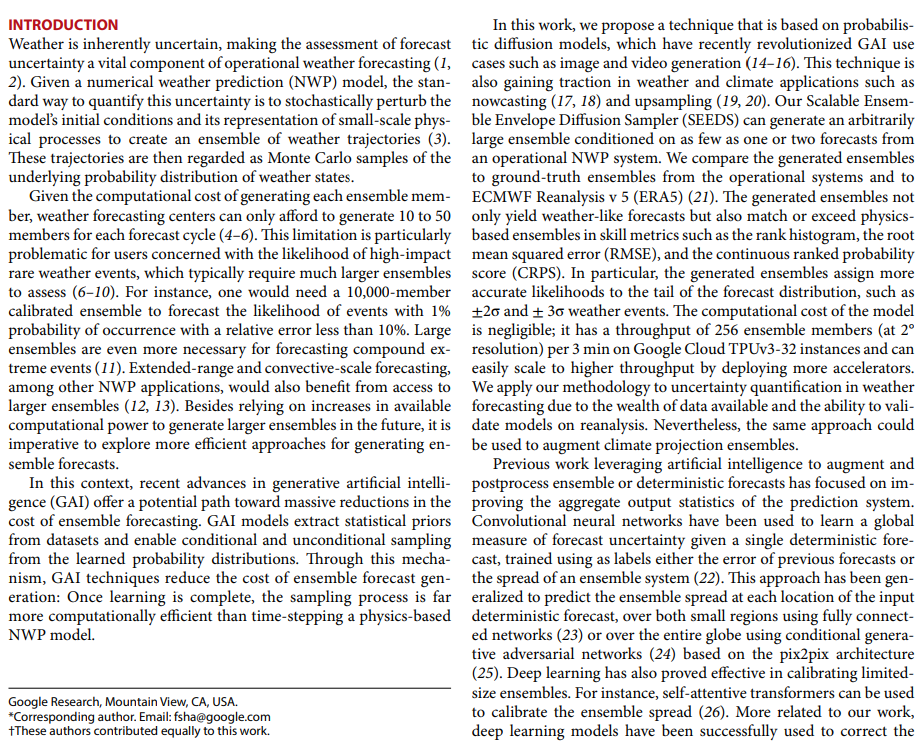 INTRODUCTION
Weather is inherently uncertain, making the assessment of forecast
uncertainty a vital component of operational weather forecasting (1,
2). Given a numerical weather prediction (NWP) model, the stan-
dard way to quantify this uncertainty is to stochastically perturb the
model's initial conditions and its representation of small-scale phys-
ical processes to create an ensemble of weather trajectories (3).
These trajectories are then regarded as Monte Carlo samples of the
underlying probability distribution of weather states.
Given the computational cost of generating each ensemble mem-
ber, weather forecasting centers can only afford to generate 10 to 50
members for each forecast cycle (4–6). This limitation is particularly
problematic for users concerned with the likelihood of high-impact
rare weather events, which typically require much larger ensembles
to assess (6–10). For instance, one would need a 10,000-member
calibrated ensemble to forecast the likelihood of events with 1%
probability of occurrence with a relative error less than 10%. Large
ensembles are even more necessary for forecasting compound ex-
treme events (11). Extended-range and convective-scale forecasting,
among other NWP applications, would also benefit from access to
larger ensembles (12, 13). Besides relying on increases in available
computational power to generate larger ensembles in the future, it is
imperative to explore more efficient approaches for generating en-
semble forecasts.
In this context, recent advances in generative artificial intelli-
gence (GAI) offer a potential path toward massive reductions in the
cost of ensemble forecasting. GAI models extract statistical priors
from datasets and enable conditional and unconditional sampling
from the learned probability distributions. Through this mecha-
nism, GAI techniques reduce the cost of ensemble forecast gen-
eration: Once learning is complete, the sampling process is far
more computationally efficient than time-stepping a physics-based
NWP model.
Google Research, Mountain View, CA, USA.
*Corresponding author. Email: fsha@google.com
†These authors contributed equally to this work.
In this work, we propose a technique that is based on probabilis-
tic diffusion models, which have recently revolutionized GAI use
cases such as image and video generation (14–16). This technique is
also gaining traction in weather and climate applications such as
nowcasting (17, 18) and upsampling (19, 20). Our Scalable Ensem-
ble Envelope Diffusion Sampler (SEEDS) can generate an arbitrarily
large ensemble conditioned on as few as one or two forecasts from
an operational NWP system. We compare the generated ensembles
to ground-truth ensembles from the operational systems and to
ECMWF Reanalysis v 5 (ERA5) (21). The generated ensembles not
only yield weather-like forecasts but also match or exceed physics-
based ensembles in skill metrics such as the rank histogram, the root
mean squared error (RMSE), and the continuous ranked probability
score (CRPS). In particular, the generated ensembles assign more
accurate likelihoods to the tail of the forecast distribution, such as
±2σ and ± 3σ weather events. The computational cost of the model
is negligible; it has a throughput of 256 ensemble members (at 2°
resolution) per 3 min on Google Cloud TPUv3-32 instances and can
easily scale to higher throughput by deploying more accelerators.
We apply our methodology to uncertainty quantification in weather
forecasting due to the wealth of data available and the ability to vali-
date models on reanalysis. Nevertheless, the same approach could
be used to augment climate projection ensembles.
Previous work leveraging artificial intelligence to augment and
postprocess ensemble or deterministic forecasts has focused on im-
proving the aggregate output statistics of the prediction system.
Convolutional neural networks have been used to learn a global
measure of forecast uncertainty given a single deterministic fore-
cast, trained using as labels either the error of previous forecasts or
the spread of an ensemble system (22). This approach has been gen-
eralized to predict the ensemble spread at each location of the input
deterministic forecast, over both small regions using fully connect-
ed networks (23) or over the entire globe using conditional genera-
tive adversarial networks (24) based on the pix2pix architecture
(25). Deep learning has also proved effective in calibrating limited-
size ensembles. For instance, self-attentive transformers can be used
to calibrate the ensemble spread (26). More related to our work,
deep learning models have been successfully used to correct the